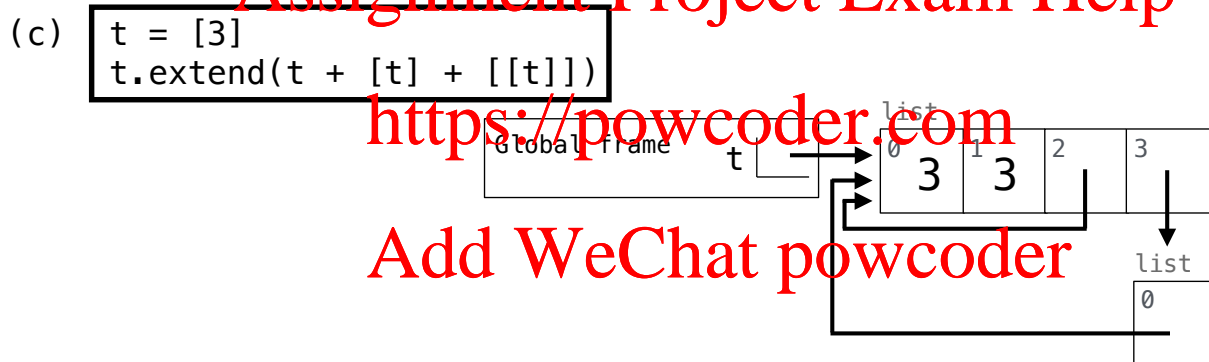 Assignment Project Exam Help
(c) t = [3]
t.extend(t + [t] + [[t]])
https://powcoder.com
list
Global frame t
0 3 1 3 2 3
Add WeChat powcoder
list
0